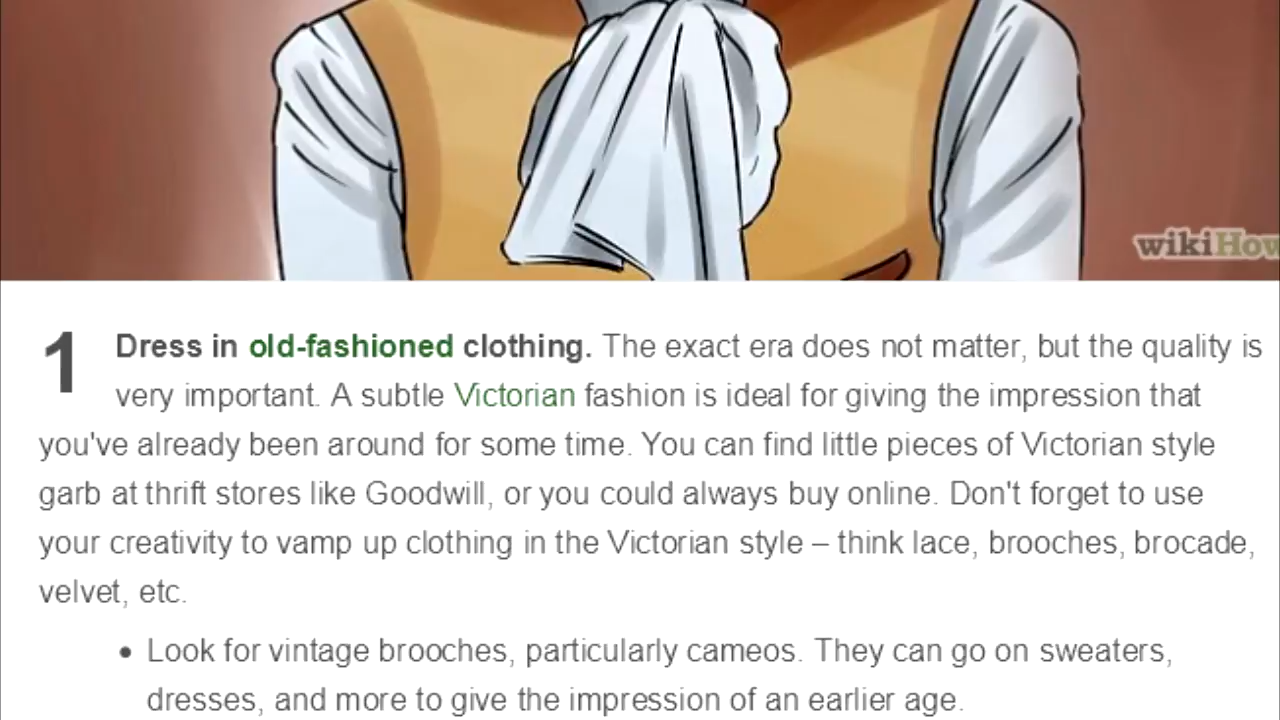 wikiHow
1
Dress in old-fashioned clothing. The exact era does not matter, but the quality is
very important. A subtle Victorian fashion is ideal for giving the impression that
you've already been around for some time. You can find little pieces of Victorian style
garb at thrift stores like Goodwill, or you could always buy online. Don't forget to use
your creativity to vamp up clothing in the Victorian style – think lace, brooches, brocade,
velvet, etc.
• Look for vintage brooches, particularly cameos. They can go on sweaters,
dresses, and more to give the impression of an earlier age.